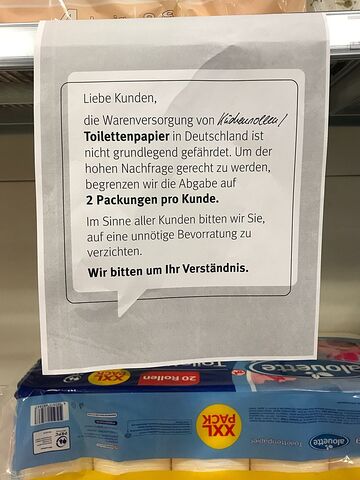 Liebe Kunden,
die Warenversorgung von Küchenrollen/
Toilettenpapier in Deutschland ist
nicht grundlegend gefährdet. Um der
hohen Nachfrage gerecht zu werden,
begrenzen wir die Abgabe auf
2 Packungen pro Kunde.
Im Sinne aller Kunden bitten wir Sie,
auf eine unnötige Bevorratung zu
verzichten.
Wir bitten um Ihr Verständnis.
XXL PACK
20 Rollen
alouette
XXL
PACK
Toilettenpapier
alouette